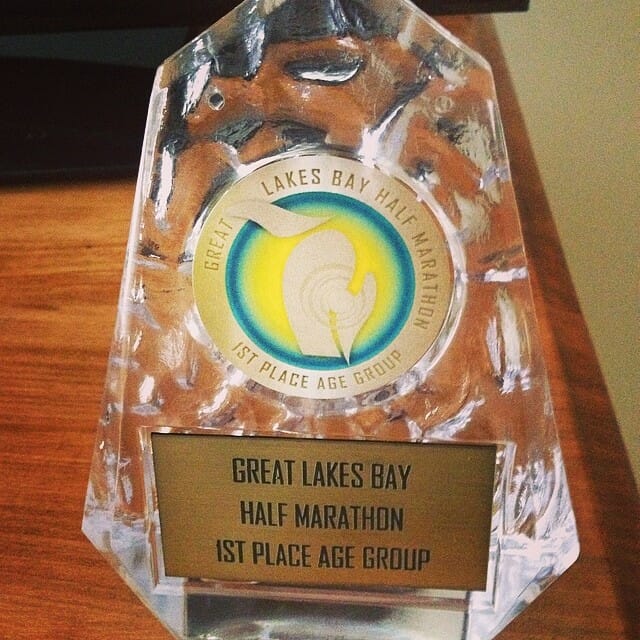 GREAT LAKES BAY HALF MARATHON
1ST PLACE AGE GROUP
GREAT LAKES BAY
HALF MARATHON
1ST PLACE AGE GROUP